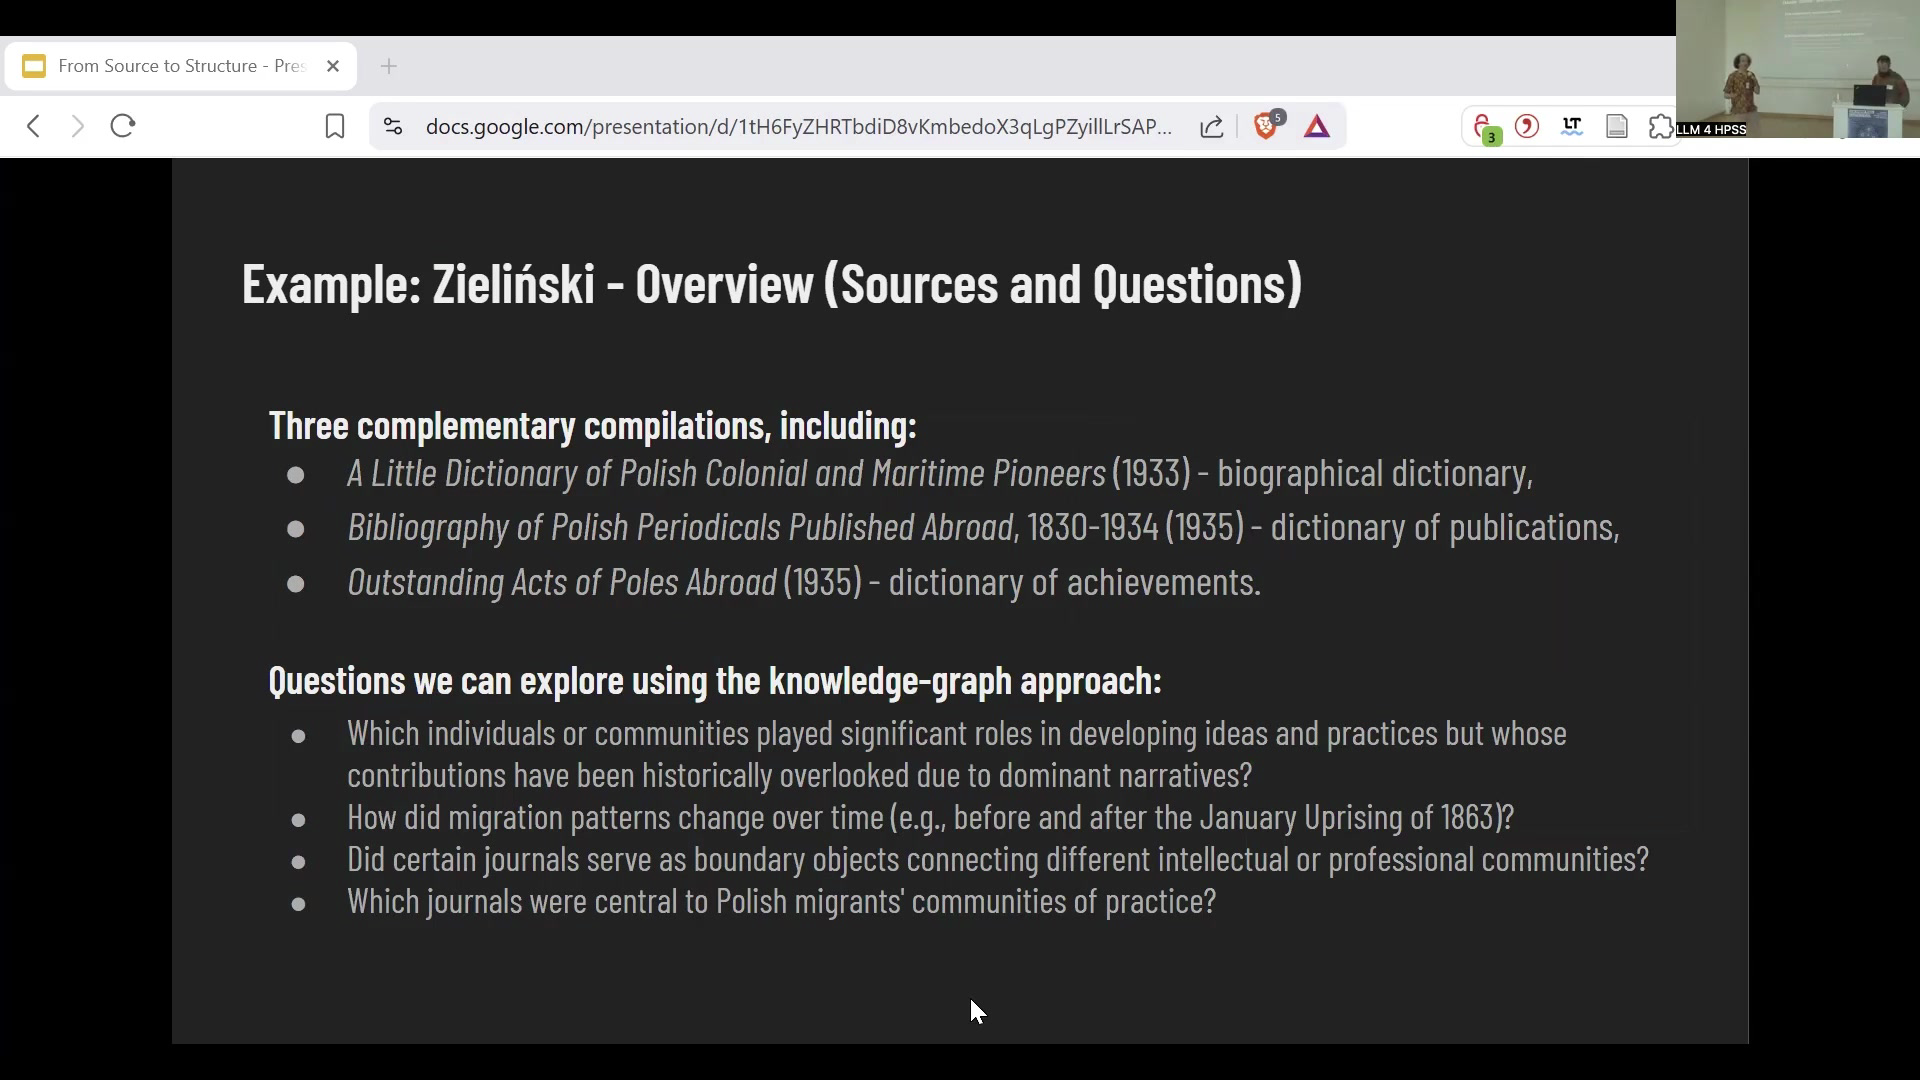 From Source to Structure - Pres
docs.google.com/presentation/d/1tH6FyZHRTbdiD8vKmbedoX3qLgPZyillLrSAP...
5
3
LT
LLM 4 HPSS
Example: Zieliński - Overview (Sources and Questions)
Three complementary compilations, including:
● A Little Dictionary of Polish Colonial and Maritime Pioneers (1933) - biographical dictionary,
● Bibliography of Polish Periodicals Published Abroad, 1830-1934 (1935) - dictionary of publications,
● Outstanding Acts of Poles Abroad (1935) - dictionary of achievements.
Questions we can explore using the knowledge-graph approach:
● Which individuals or communities played significant roles in developing ideas and practices but whose
contributions have been historically overlooked due to dominant narratives?
● How did migration patterns change over time (e.g., before and after the January Uprising of 1863)?
● Did certain journals serve as boundary objects connecting different intellectual or professional communities?
● Which journals were central to Polish migrants' communities of practice?